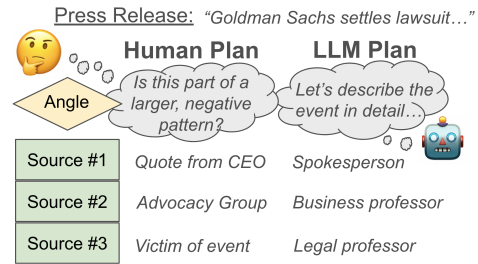 Press Release: “Goldman Sachs settles lawsuit…”
Human Plan
LLM Plan
Angle
Is this part of a
larger, negative
pattern?
Let’s describe the
event in detail…
Source #1
Quote from CEO
Spokesperson
Source #2
Advocacy Group
Business professor
Source #3
Victim of event
Legal professor